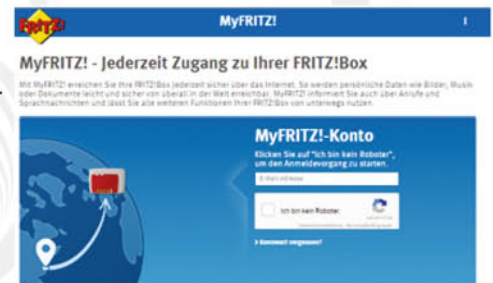 FRITZ!
MyFRITZ!
MyFRITZ! - Jederzeit Zugang zu Ihrer FRITZ!Box
Mit MyFRITZ! erreichen Sie Ihre FRITZ!Box jederzeit sicher über das Internet. So werden persönliche Daten wie Bilder, Musik
oder Dokumente leicht und sicher von überall in der Welt erreichbar. MyFRITZ! informiert Sie auch über Anrufe und
Sprachnachrichten und lässt Sie alle weiteren Funktionen Ihrer FRITZ!Box von unterwegs nutzen.
MyFRITZ!-Konto
Klicken Sie auf "Ich bin kein Roboter",
um den Anmeldevorgang zu starten.
E-Mail-Adresse
Ich bin kein Roboter.
> Kennwort vergessen?